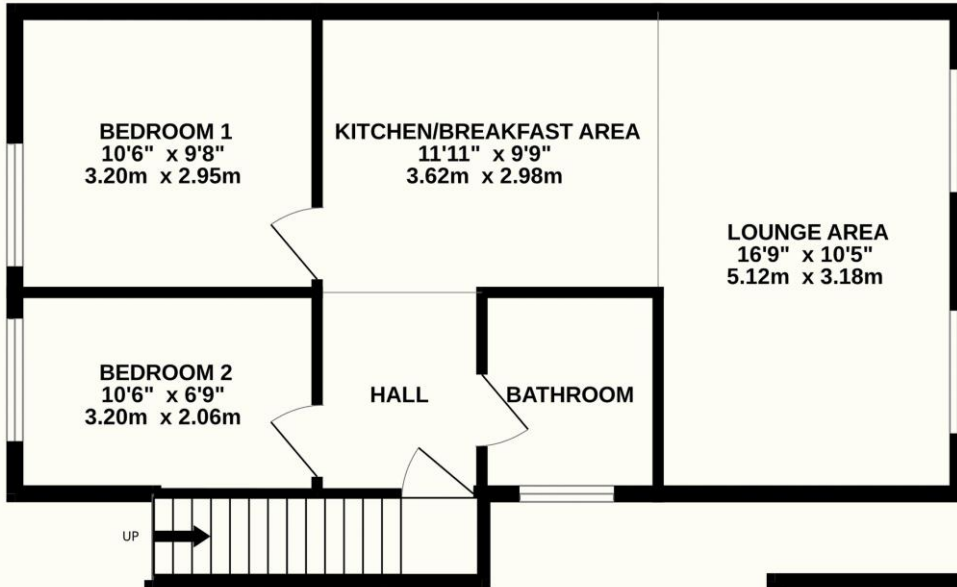 BEDROOM 1
10'6" x 9'8"
3.20m x 2.95m
KITCHEN/BREAKFAST AREA
11'11" x 9'9"
3.62m x 2.98m
LOUNGE AREA
16'9" x 10'5"
5.12m x 3.18m
BEDROOM 2
10'6" x 6'9"
3.20m x 2.06m
HALL
BATHROOM
UP